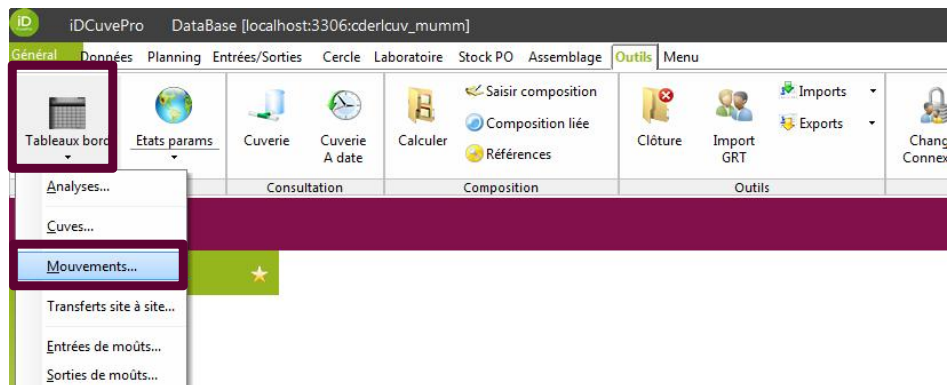 iD iDCuvePro DataBase [localhost:3306:cderlcuv_mumm]
Général Données Planning Entrées/Sorties Cercle Laboratoire Stock PO Assemblage Outils Menu
Tableaux bord Etats params Cuverie Cuverie A date Calculer
Saisir composition
Composition liée
Références
Clôture Import GRT
Imports
Exports
Chang
Connex
Consultation Composition Outils
Analyses...
Cuves...
Mouvements...
Transferts site à site...
Entrées de moûts...
Sorties de moûts...